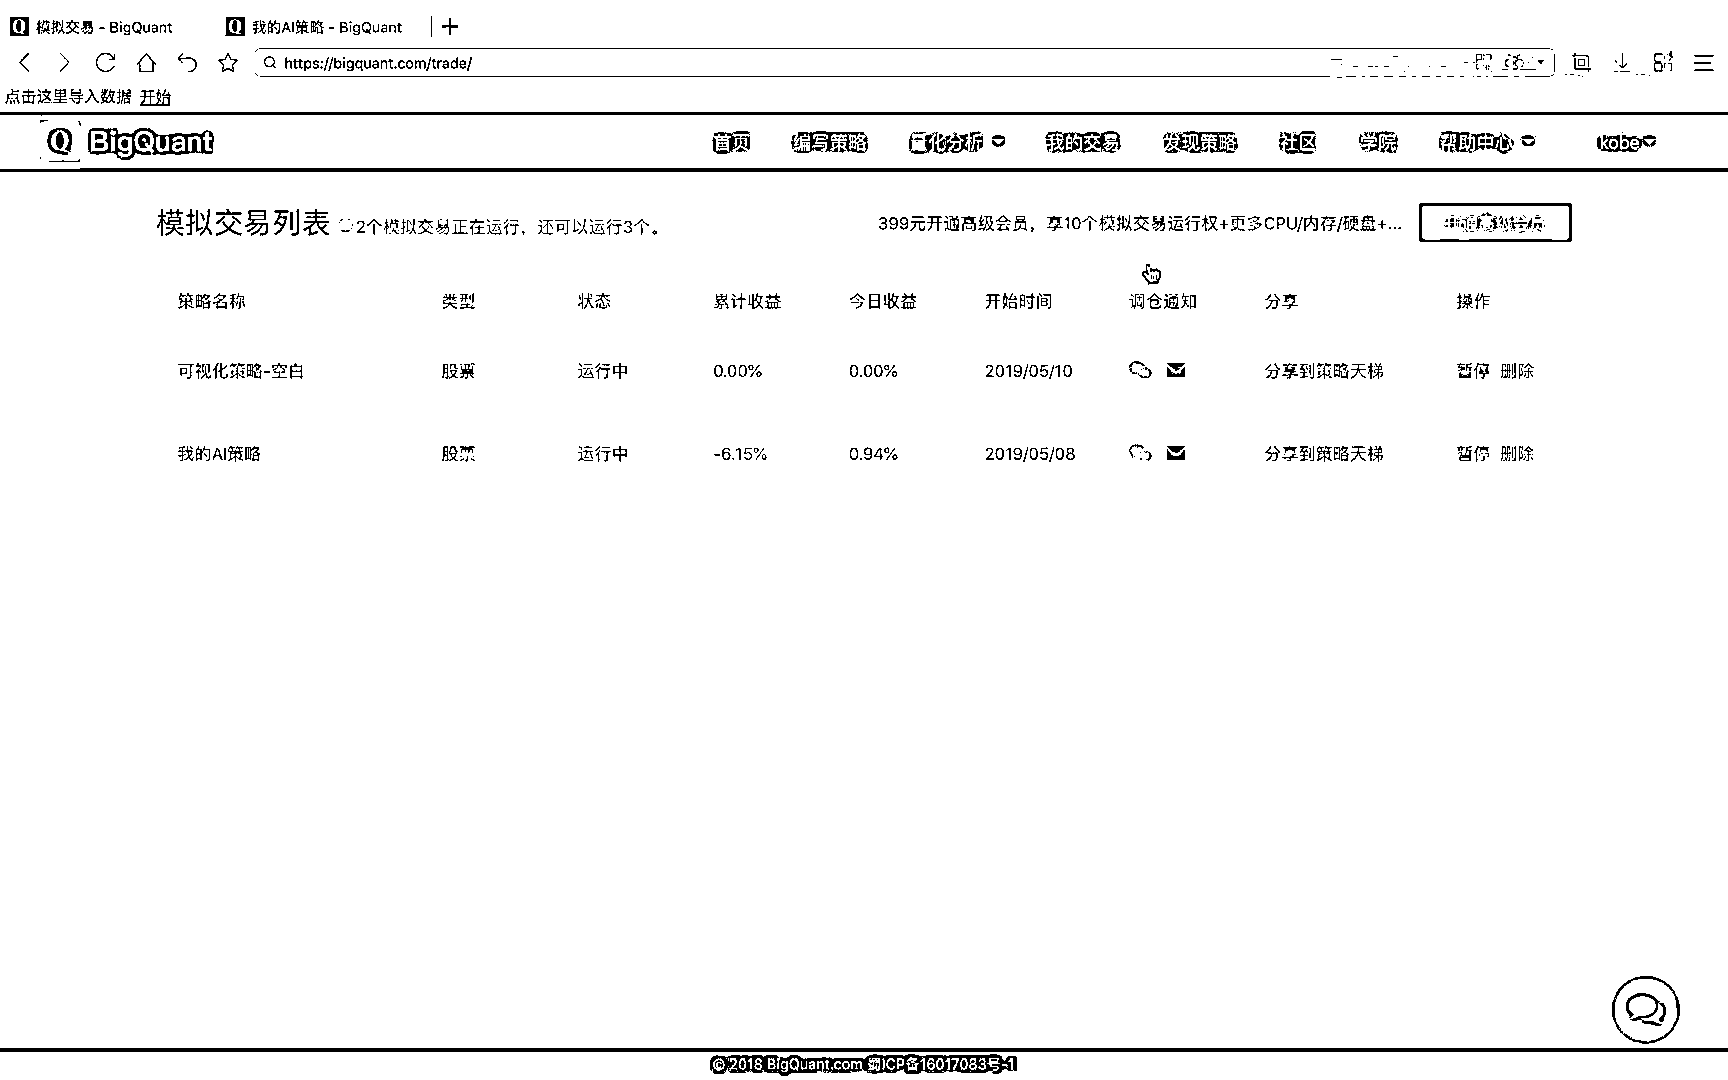 模拟交易 - BigQuant
我的AI策略 - BigQuant
https://bigquant.com/trade/
点击这里导入数据 开始
BigQuant
首页 编写策略 量化分析 我的交易 发现策略 社区 学院 帮助中心 kobe
模拟交易列表 2个模拟交易正在运行，还可以运行3个。
399元开通高级会员，享10个模拟交易运行权+更多CPU/内存/硬盘+... 开通高级会员
策略名称 类型 状态 累计收益 今日收益 开始时间 调仓通知 分享 操作
可视化策略-空白 股票 运行中 0.00% 0.00% 2019/05/10 分享到策略天梯 暂停 删除
我的AI策略 股票 运行中 -6.15% 0.94% 2019/05/08 分享到策略天梯 暂停 删除
© 2018 BigQuant.com 蜀ICP备16017083号-1